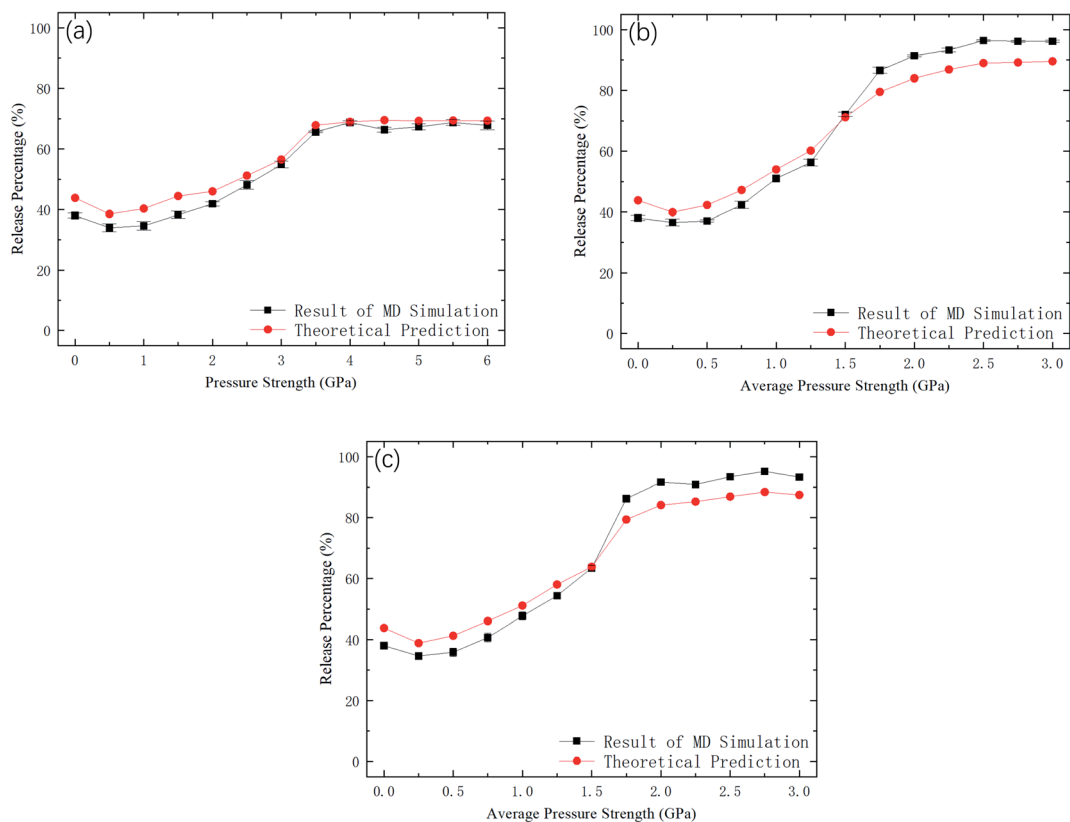 (a)
100
80
60
40
20
0
Release Percentage (%)
Result of MD Simulation
Theoretical Prediction
0 1 2 3 4 5 6
Pressure Strength (GPa)
(b)
100
80
60
40
20
0
Release Percentage (%)
Result of MD Simulation
Theoretical Prediction
0.0 0.5 1.0 1.5 2.0 2.5 3.0
Average Pressure Strength (GPa)
(c)
100
80
60
40
20
0
Release Percentage (%)
Result of MD Simulation
Theoretical Prediction
0.0 0.5 1.0 1.5 2.0 2.5 3.0
Average Pressure Strength (GPa)